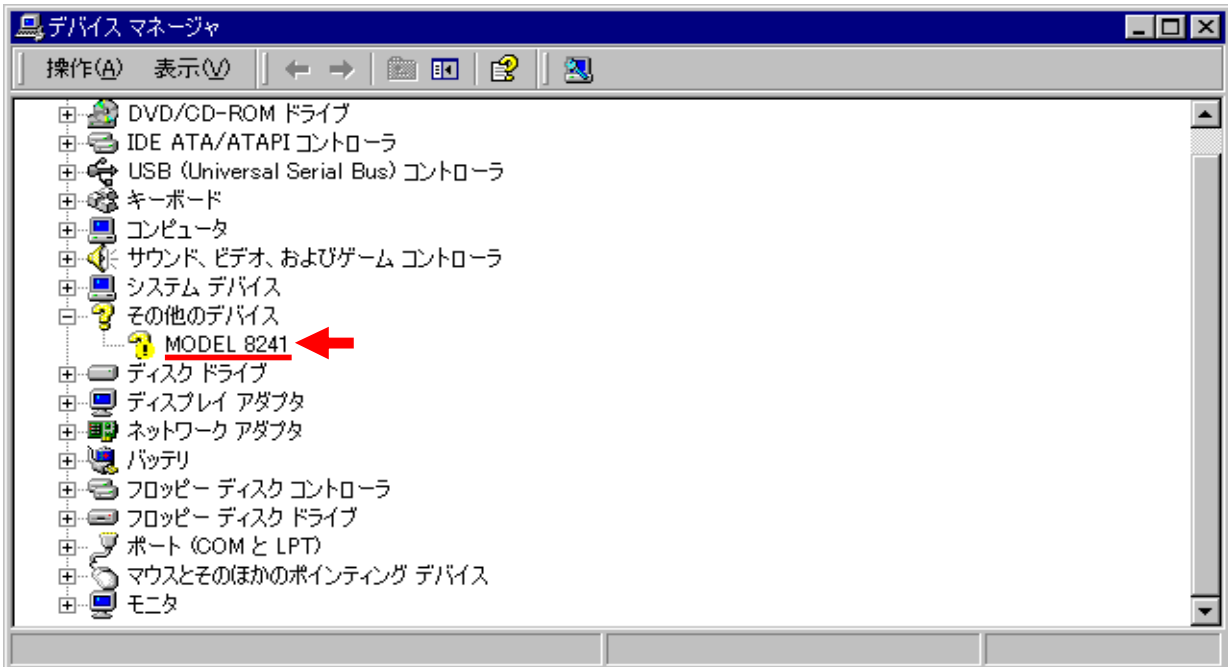 デバイス マネージャ
操作(A) 表示(V)
DVD/CD-ROM ドライブ
IDE ATA/ATAPI コントローラ
USB (Universal Serial Bus) コントローラ
キーボード
コンピュータ
サウンド、ビデオ、およびゲーム コントローラ
システム デバイス
その他のデバイス
MODEL 8241
ディスク ドライブ
ディスプレイ アダプタ
ネットワーク アダプタ
バッテリ
フロッピー ディスク コントローラ
フロッピー ディスク ドライブ
ポート (COM と LPT)
マウスとそのほかのポインティング デバイス
モニタ